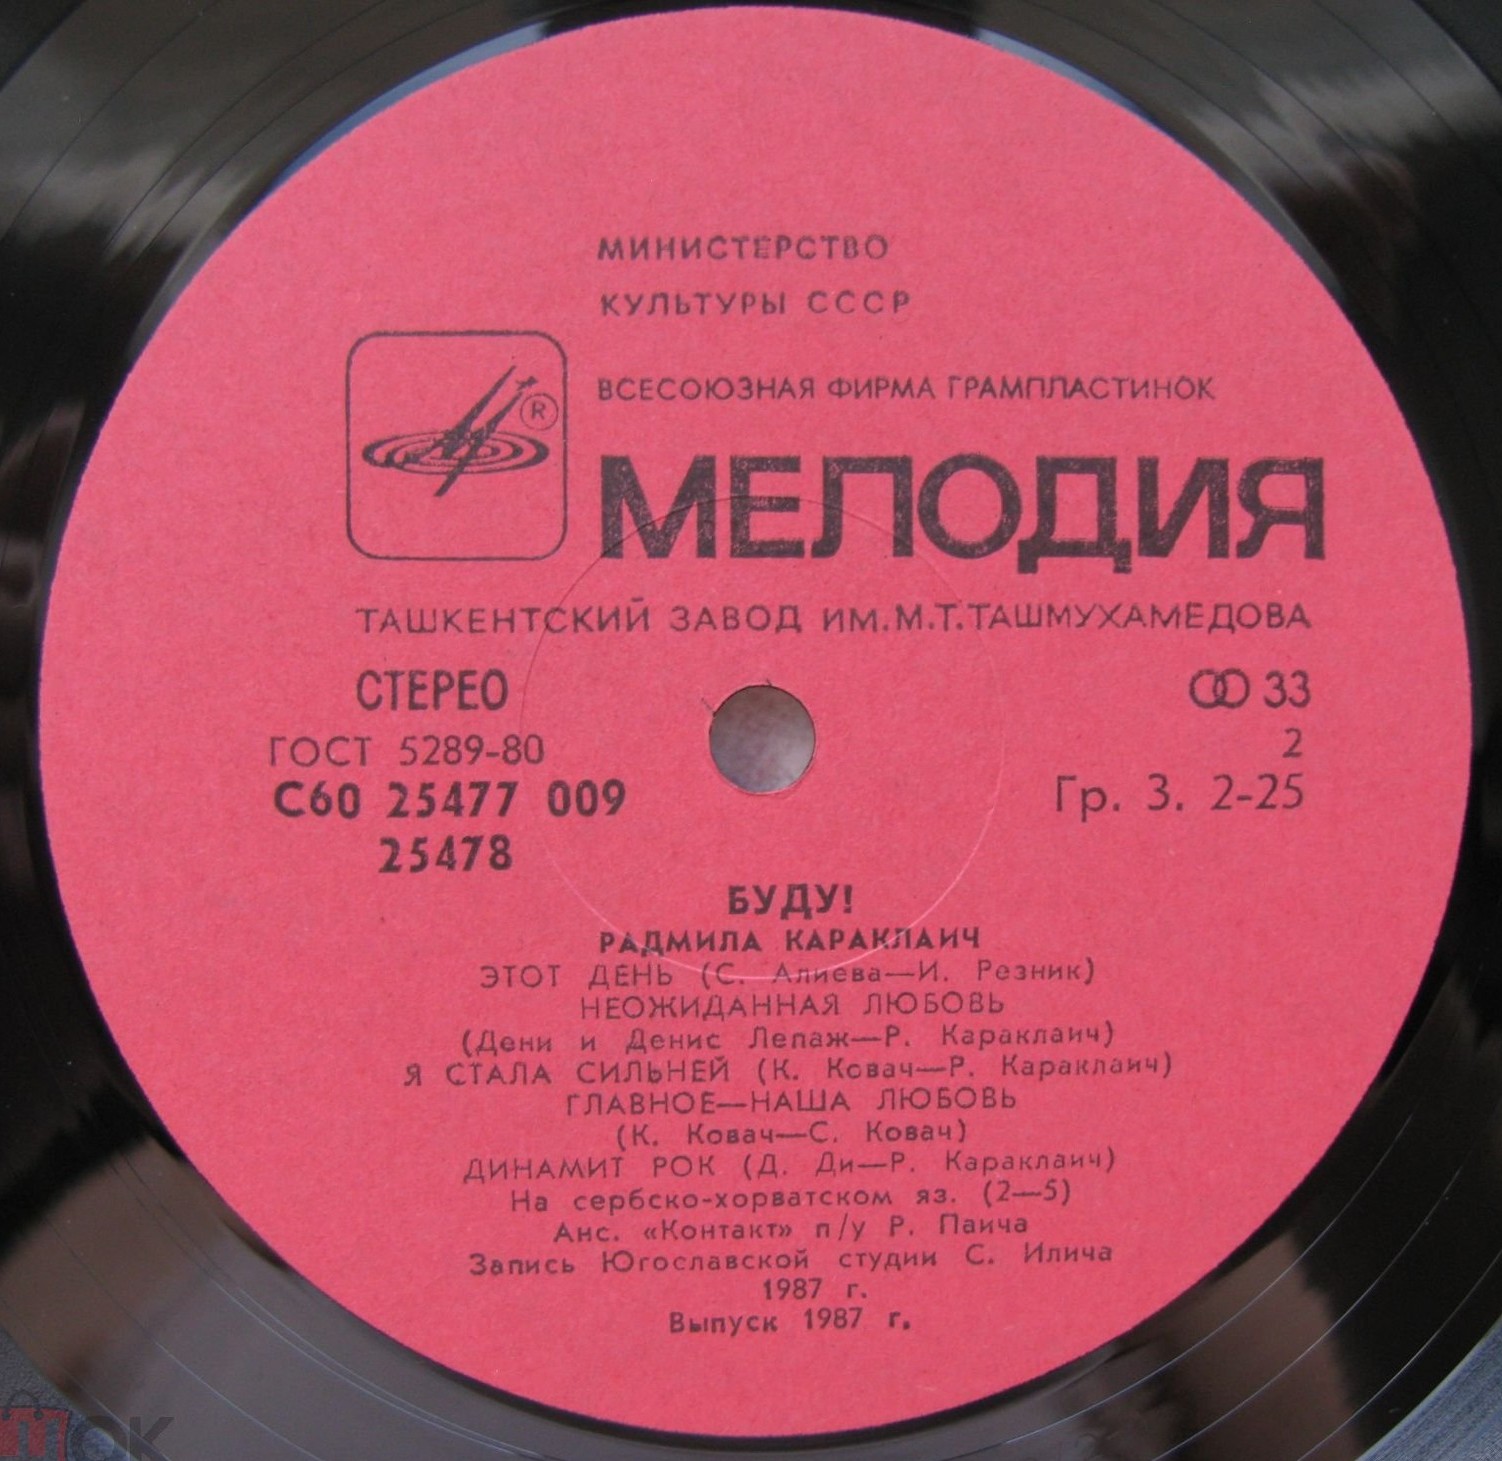 МИНИСТЕРСТВО
КУЛЬТУРЫ СССР
ВСЕСОЮЗНАЯ ФИРМА ГРАМПЛАСТИНОК
®
МЕЛОДИЯ
ТАШКЕНТСКИЙ ЗАВОД ИМ.М.Т.ТАШМУХАМЕДОВА
СТЕРЕО
33
ГОСТ 5289-80
2
С60 25477 009
Гр. 3. 2-25
25478
БУДУ!
РАДМИЛА КАРАКЛАИЧ
ЭТОТ ДЕНЬ (С. Алиева—И. Резник)
НЕОЖИДАННАЯ ЛЮБОВЬ
(Дени и Денис Лепаж—Р. Караклаич)
Я СТАЛА СИЛЬНЕЙ (К. Ковач—Р. Караклаич)
ГЛАВНОЕ—НАША ЛЮБОВЬ
(К. Ковач—С. Ковач)
ДИНАМИТ РОК (Д. Ди—Р. Караклаич)
На сербско-хорватском яз. (2—5)
Анс. «Контакт» п/у Р. Паича
Запись Югославской студии С. Илича
1987 г.
Выпуск 1987 г.